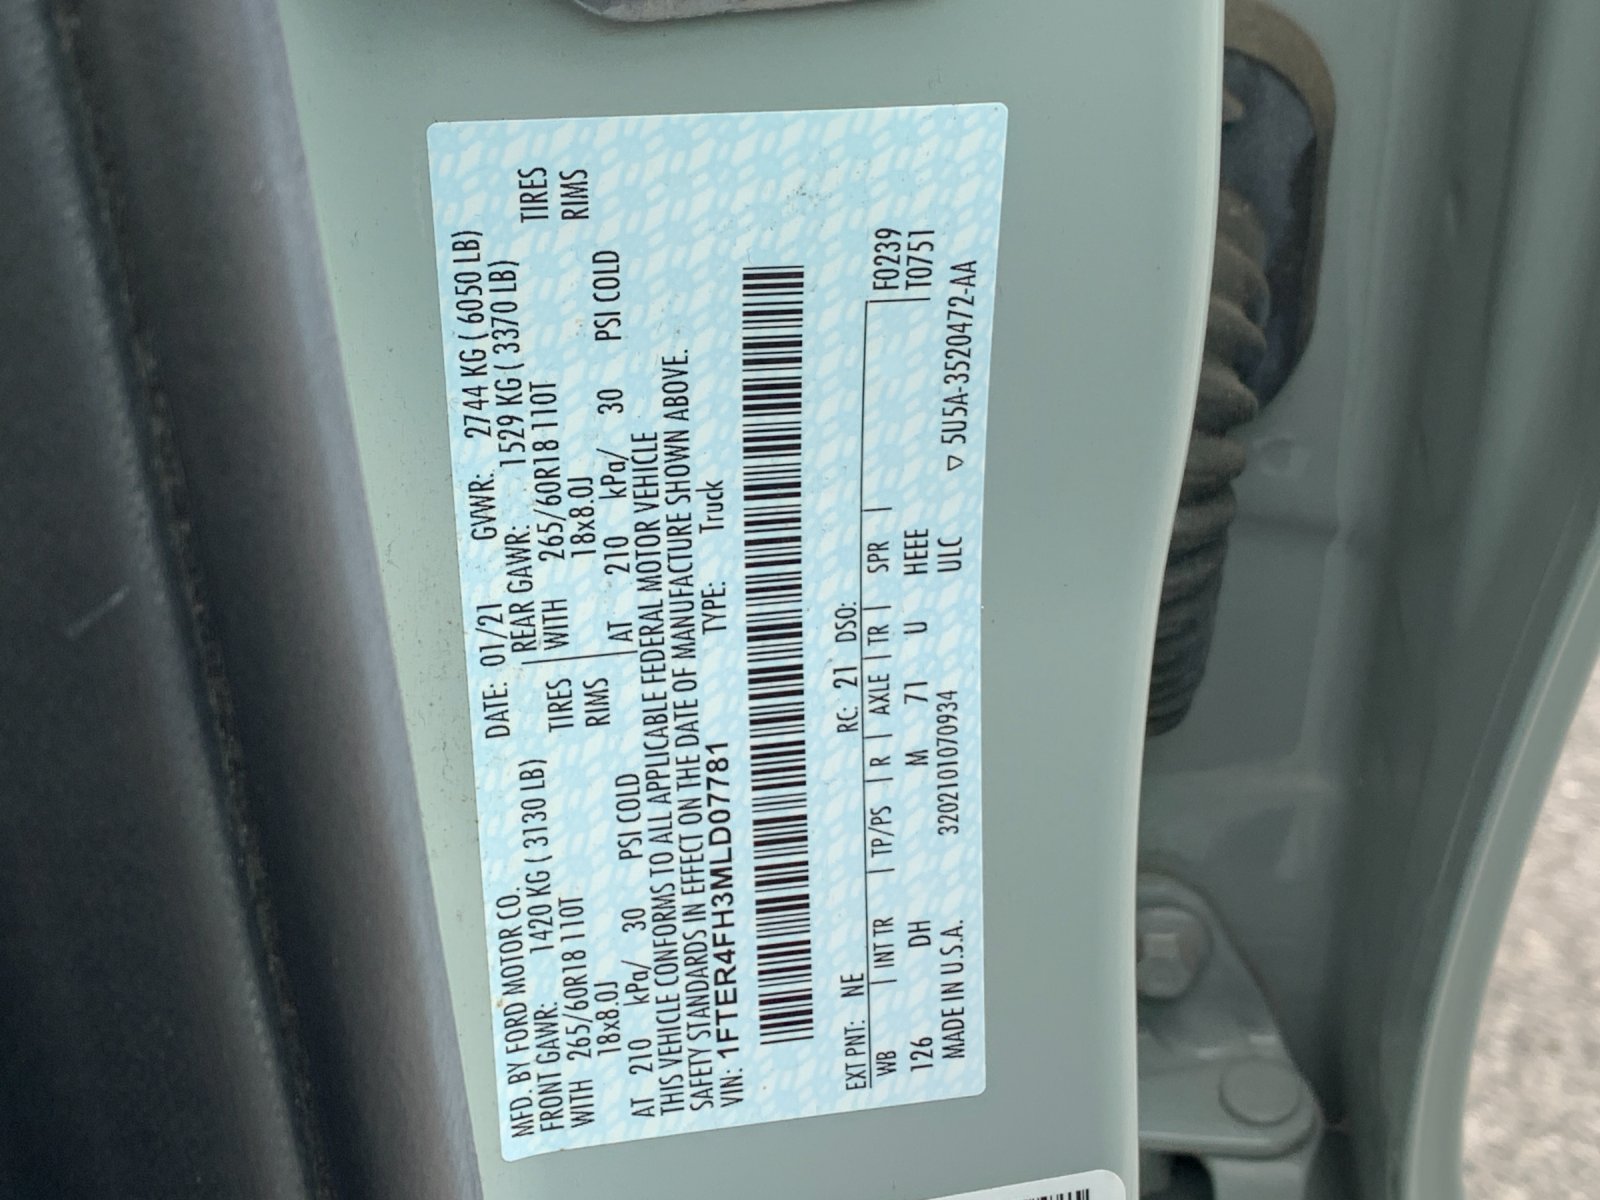 MFD. BY FORD MOTOR CO. DATE: 01/21 GVWR: 2744 KG ( 6050 LB)
FRONT GAWR: 1420 KG ( 3130 LB) REAR GAWR: 1529 KG ( 3370 LB)
WITH 265/60R18 110T TIRES WITH 265/60R18 110T TIRES
18x8.0J RIMS 18x8.0J RIMS
AT 210 kPa/ 30 PSI COLD AT 210 kPa/ 30 PSI COLD
THIS VEHICLE CONFORMS TO ALL APPLICABLE FEDERAL MOTOR VEHICLE
SAFETY STANDARDS IN EFFECT ON THE DATE OF MANUFACTURE SHOWN ABOVE.
VIN: 1FTER4FH3MLD07781 TYPE: Truck
EXT PNT: NE RC: 21 DSO: F0239
WB | INT TR | TP/PS | R | AXLE | TR | SPR | T0751
126 DH M 71 U HEEE
MADE IN U.S.A. 3202101070934 ULC ▽ 5U5A-3520472-AA